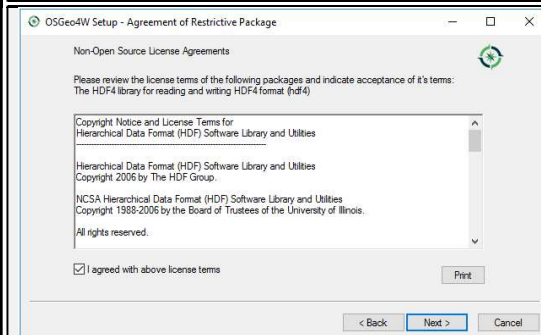 OSGeo4W Setup - Agreement of Restrictive Package
Non-Open Source License Agreements
Please review the license terms of the following packages and indicate acceptance of it's terms:
The HDF4 library for reading and writing HDF4 format (hdf4)
Copyright Notice and License Terms for
Hierarchical Data Format (HDF) Software Library and Utilities
-----------------------------------------------------------------------------
Hierarchical Data Format (HDF) Software Library and Utilities
Copyright 2006 by The HDF Group.
NCSA Hierarchical Data Format (HDF) Software Library and Utilities
Copyright 1988-2006 by the Board of Trustees of the University of Illinois.
All rights reserved.
I agreed with above license terms
Print
< Back Next > Cancel